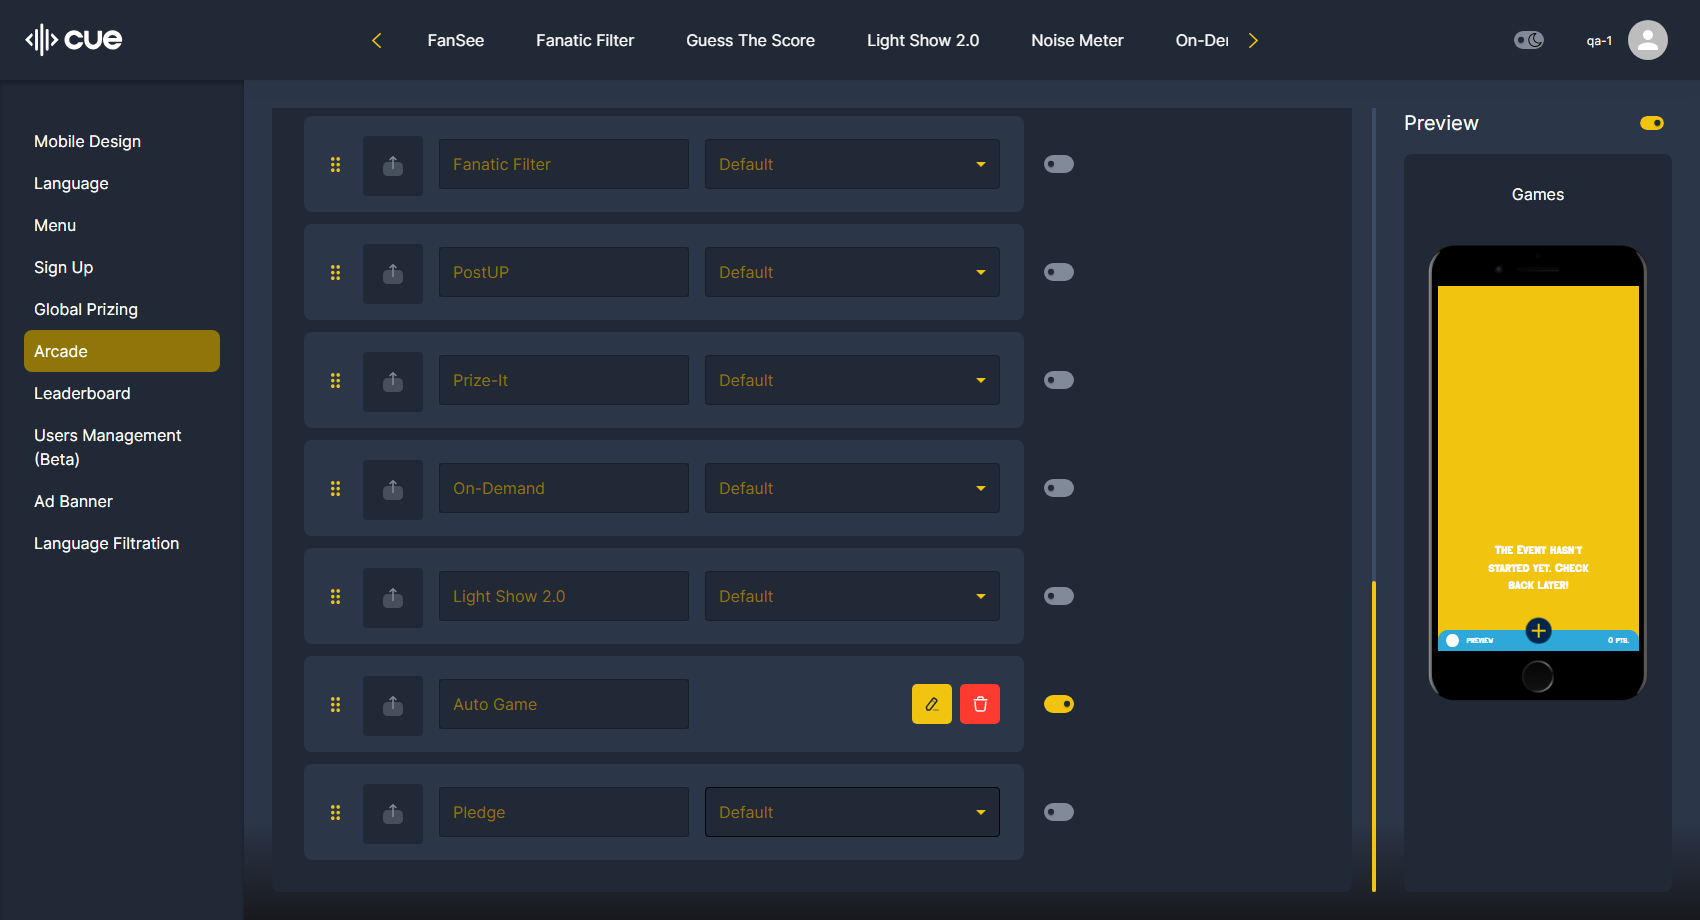 cue
FanSee
Fanatic Filter
Guess The Score
Light Show 2.0
Noise Meter
On-De
qa-1
Mobile Design
Language
Menu
Sign Up
Global Prizing
Arcade
Leaderboard
Users Management
(Beta)
Ad Banner
Language Filtration
Fanatic Filter
Default
PostUP
Default
Prize-It
Default
On-Demand
Default
Light Show 2.0
Default
Auto Game
Pledge
Default
Preview
Games
The Event hasn't
started yet. Check
back later!
PREVIEW
0 PTS.